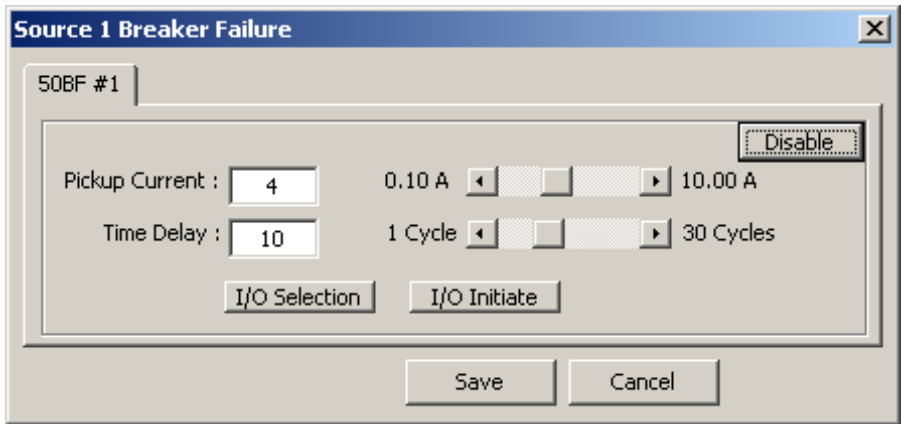 Source 1 Breaker Failure
50BF #1
Disable
Pickup Current : 4 0.10 A 10.00 A
Time Delay : 10 1 Cycle 30 Cycles
I/O Selection I/O Initiate
Save Cancel